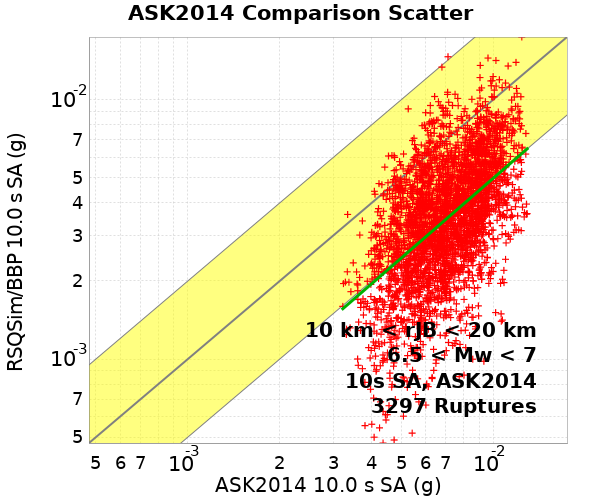 ASK2014 Comparison Scatter
RSQSim/BBP 10.0 s SA (g)
10-2
7
5
4
3
2
10-3
7
5
10 km < rJB < 20 km
6.5 < Mw < 7
10s SA, ASK2014
3297 Ruptures
5 6 7 10-3 2 3 4 5 6 7 10-2
ASK2014 10.0 s SA (g)